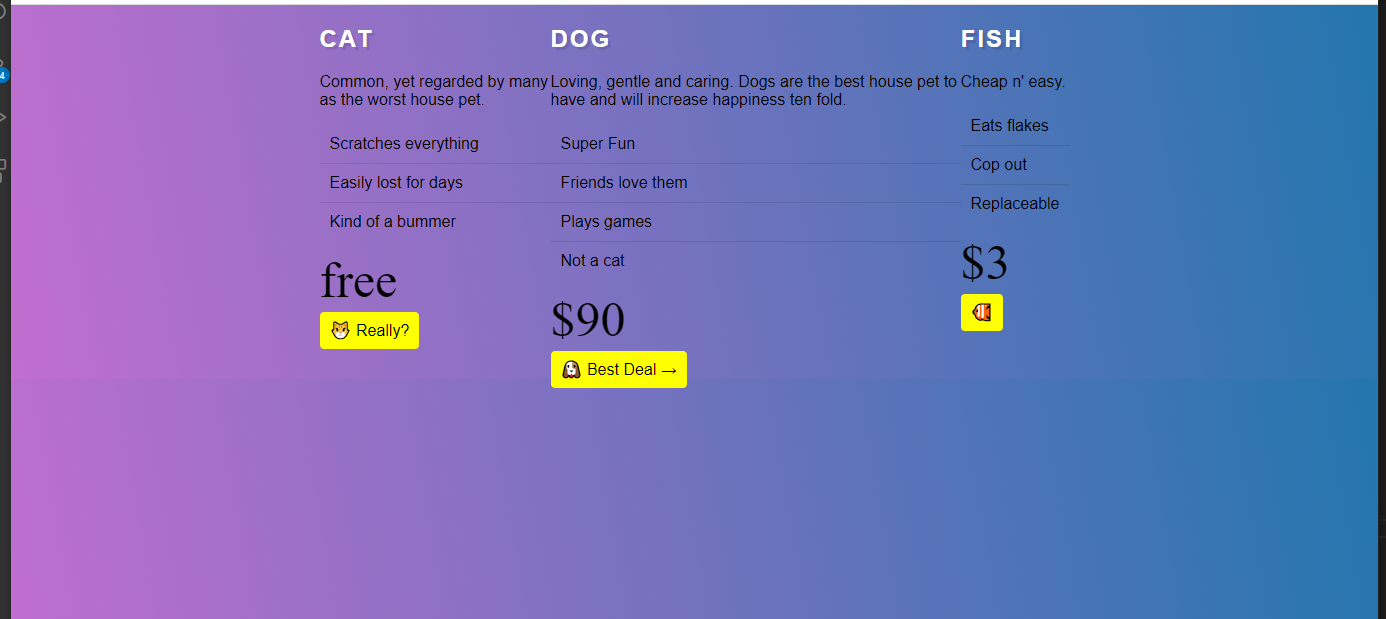 CAT
Common, yet regarded by many
as the worst house pet.
Scratches everything
Easily lost for days
Kind of a bummer
free
Really?
DOG
Loving, gentle and caring. Dogs are the best house pet to
have and will increase happiness ten fold.
Super Fun
Friends love them
Plays games
Not a cat
$90
Best Deal →
FISH
Cheap n' easy.
Eats flakes
Cop out
Replaceable
$3
4